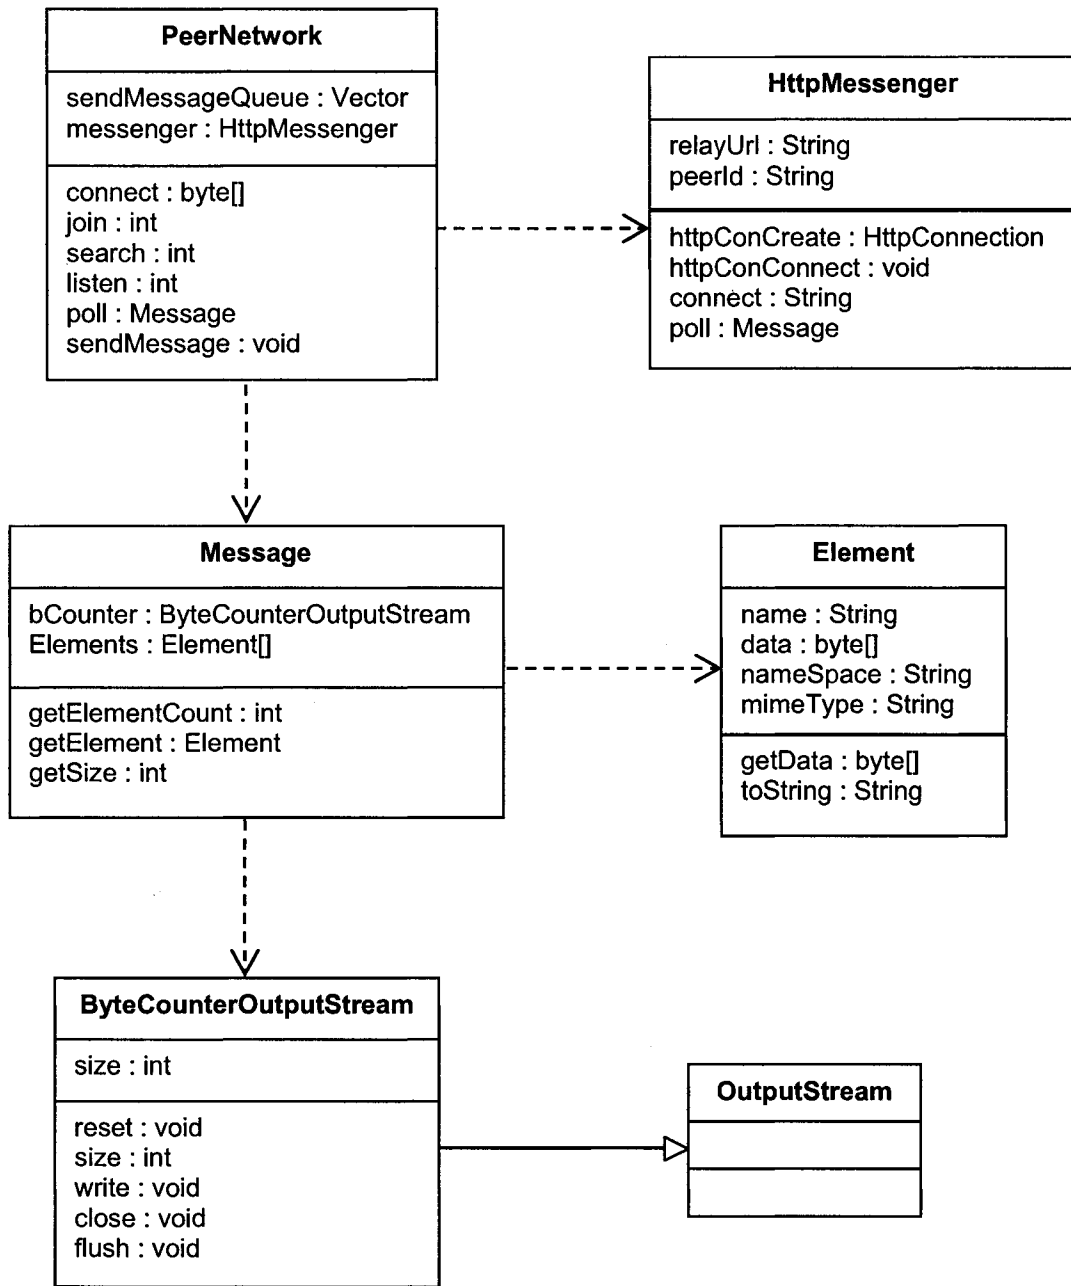 PeerNetwork
sendMessageQueue : Vector
messenger : HttpMessenger
connect : byte[]
join : int
search : int
listen : int
poll : Message
sendMessage : void
HttpMessenger
relayUrl : String
peerId : String
httpConCreate : HttpConnection
httpConConnect : void
connect : String
poll : Message
Message
bCounter : ByteCounterOutputStream
Elements : Element[]
getElementCount : int
getElement : Element
getSize : int
Element
name : String
data : byte[]
nameSpace : String
mimeType : String
getData : byte[]
toString : String
ByteCounterOutputStream
size : int
reset : void
size : int
write : void
close : void
flush : void
OutputStream